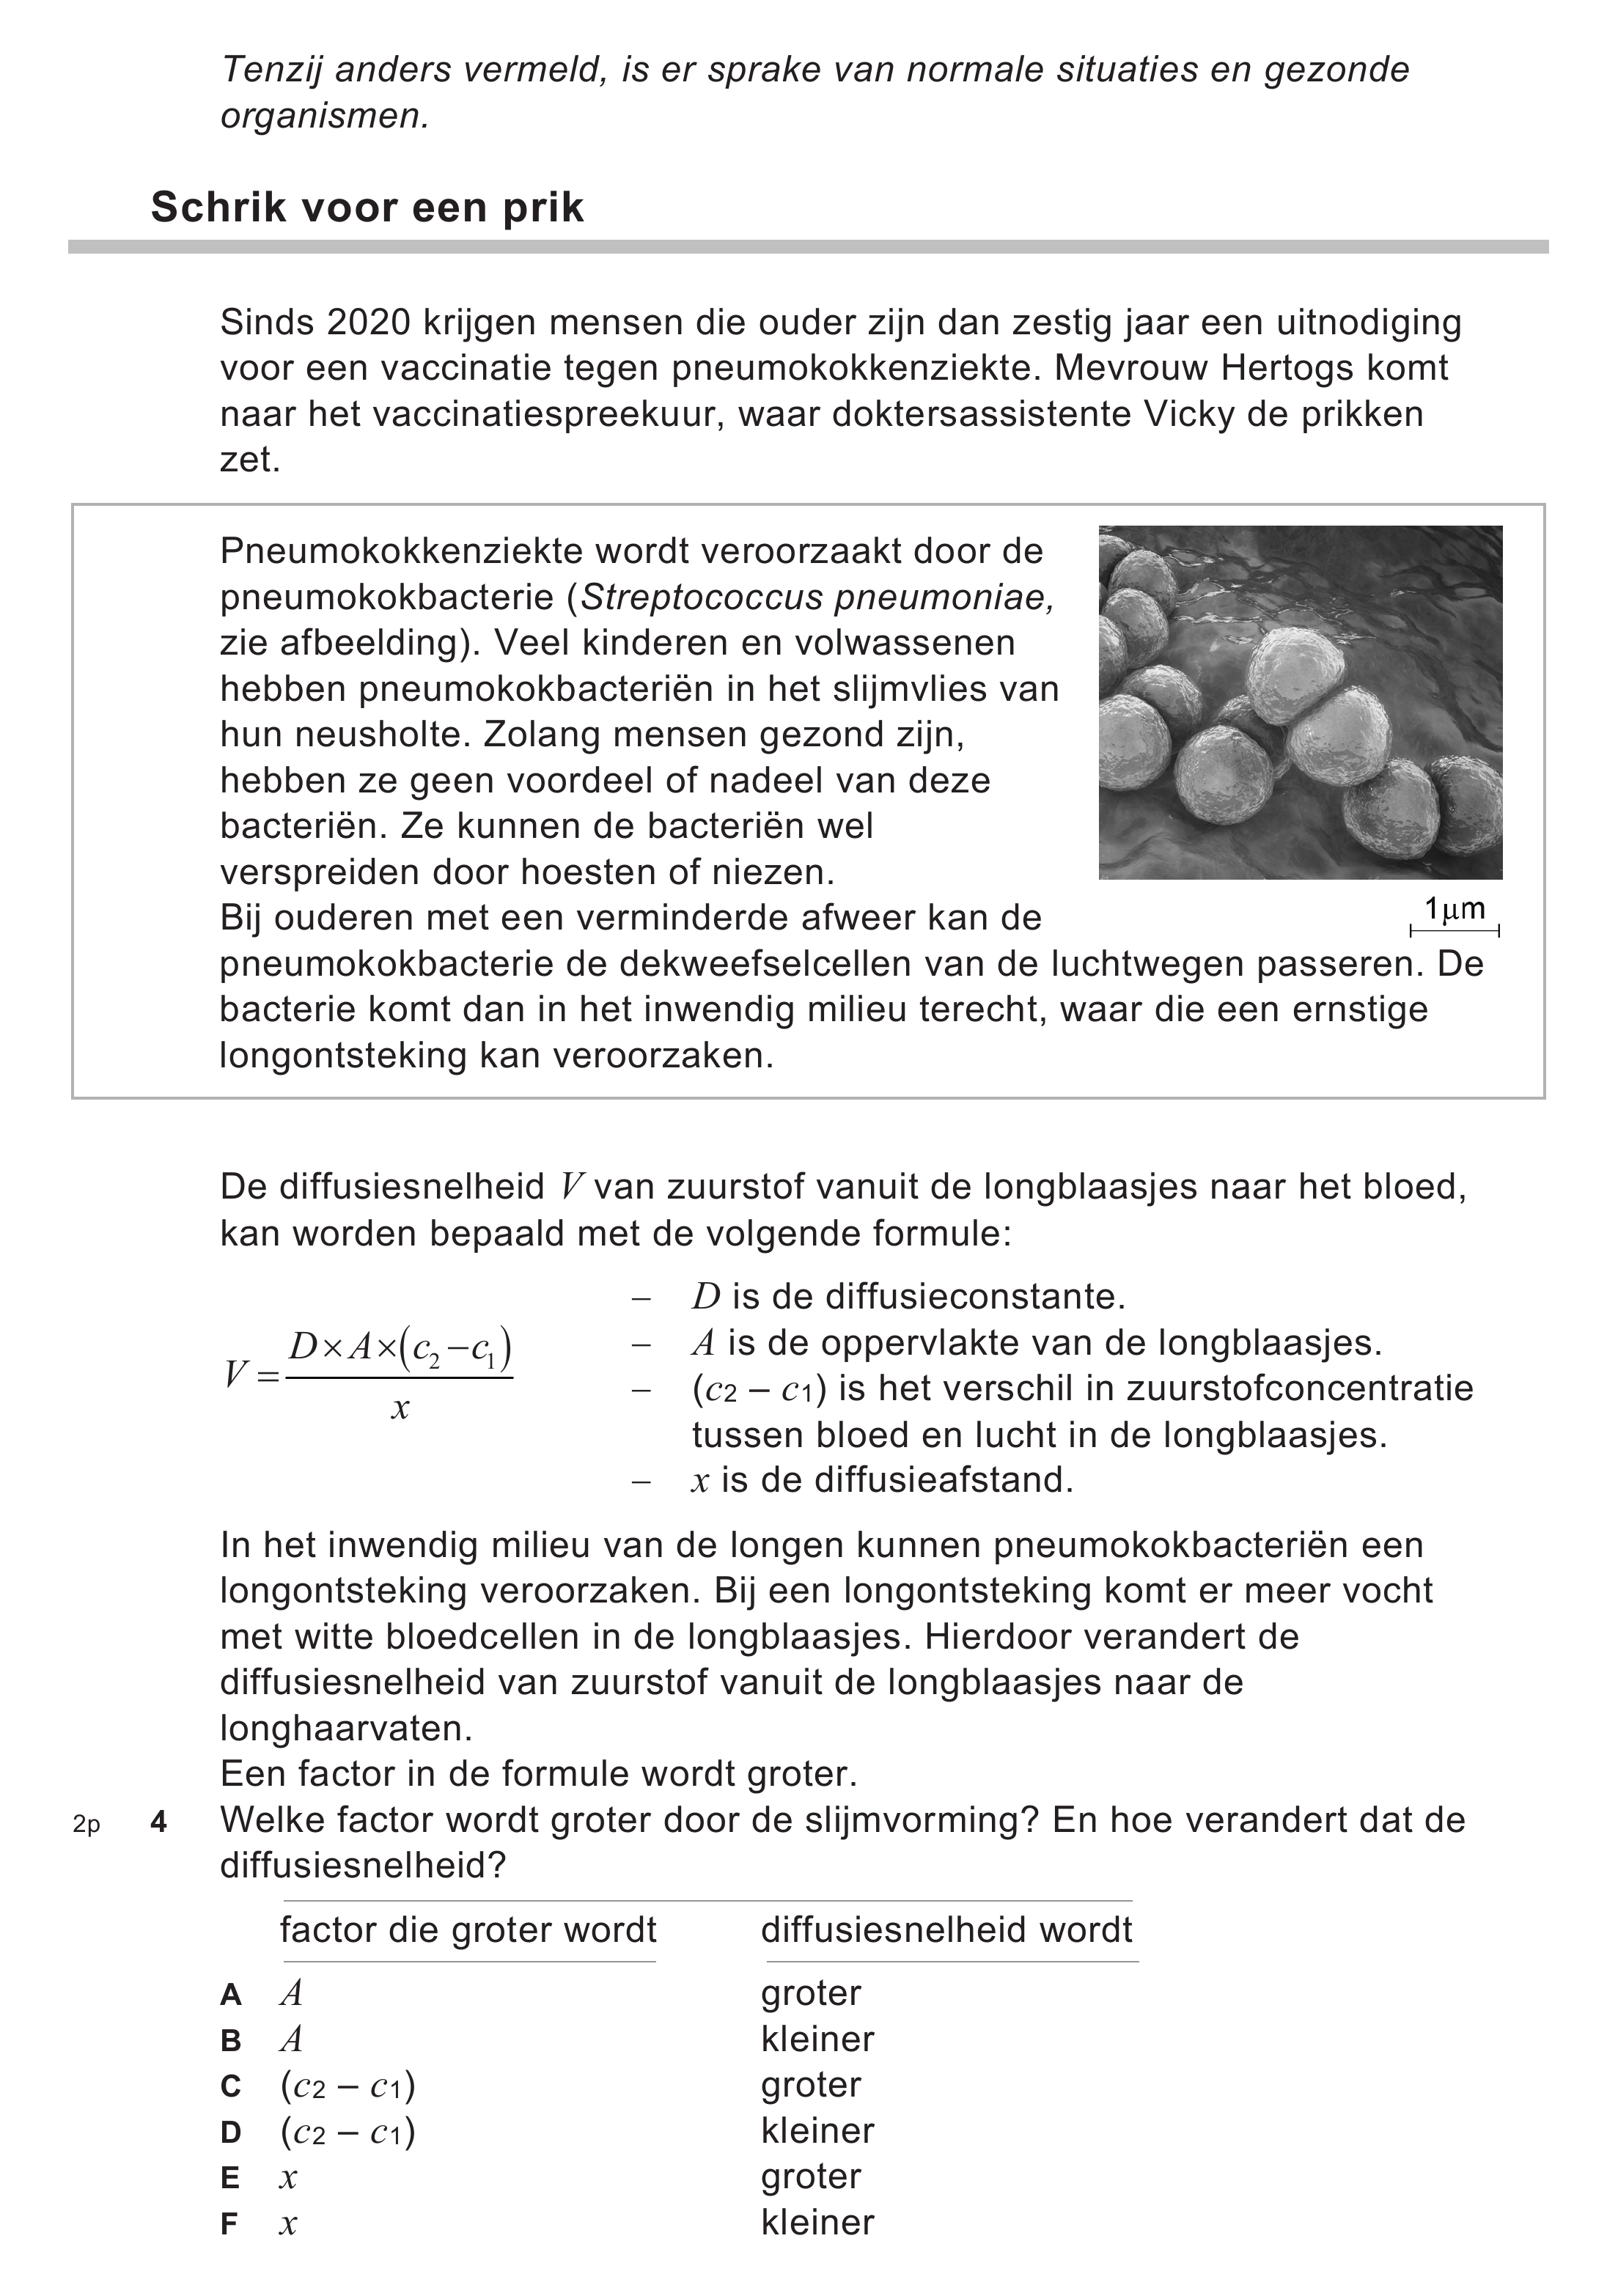 Tenzij anders vermeld, is er sprake van normale situaties en gezonde
organismen.
Schrik voor een prik
Sinds 2020 krijgen mensen die ouder zijn dan zestig jaar een uitnodiging
voor een vaccinatie tegen pneumokokkenziekte. Mevrouw Hertogs komt
naar het vaccinatiespreekuur, waar doktersassistente Vicky de prikken
zet.
Pneumokokkenziekte wordt veroorzaakt door de
pneumokokbacterie (Streptococcus pneumoniae,
zie afbeelding). Veel kinderen en volwassenen
hebben pneumokokbacteriën in het slijmvlies van
hun neusholte. Zolang mensen gezond zijn,
hebben ze geen voordeel of nadeel van deze
bacteriën. Ze kunnen de bacteriën wel
verspreiden door hoesten of niezen.
Bij ouderen met een verminderde afweer kan de
1μm
pneumokokbacterie de dekweefselcellen van de luchtwegen passeren. De
bacterie komt dan in het inwendig milieu terecht, waar die een ernstige
longontsteking kan veroorzaken.
De diffusiesnelheid V van zuurstof vanuit de longblaasjes naar het bloed,
kan worden bepaald met de volgende formule:
V = D×A×(c₂−c₁) / x
– D is de diffusieconstante.
– A is de oppervlakte van de longblaasjes.
– (c₂ – c₁) is het verschil in zuurstofconcentratie
tussen bloed en lucht in de longblaasjes.
– x is de diffusieafstand.
In het inwendig milieu van de longen kunnen pneumokokbacteriën een
longontsteking veroorzaken. Bij een longontsteking komt er meer vocht
met witte bloedcellen in de longblaasjes. Hierdoor verandert de
diffusiesnelheid van zuurstof vanuit de longblaasjes naar de
longhaarvaten.
Een factor in de formule wordt groter.
2p 4 Welke factor wordt groter door de slijmvorming? En hoe verandert dat de
diffusiesnelheid?
factor die groter wordt diffusiesnelheid wordt
A A groter
B A kleiner
C (c₂ – c₁) groter
D (c₂ – c₁) kleiner
E x groter
F x kleiner